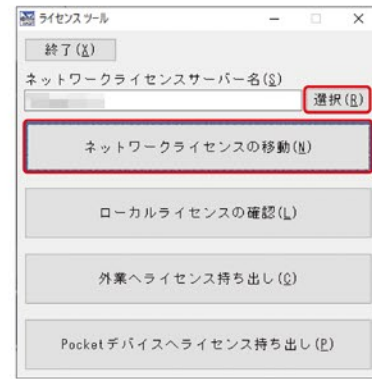 ライセンス ツール
終了(X)
ネットワークライセンスサーバー名(S)
選択(R)
ネットワークライセンスの移動(N)
ローカルライセンスの確認(L)
外業へライセンス持ち出し(C)
Pocketデバイスへライセンス持ち出し(P)